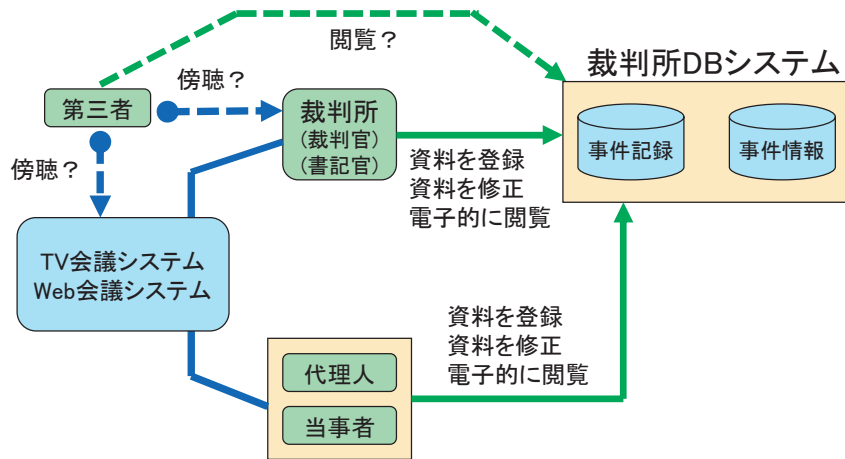 閲覧？
裁判所DBシステム
傍聴？
第三者
裁判所
(裁判官)
(書記官)
事件記録
事件情報
傍聴？
資料を登録
資料を修正
電子的に閲覧
TV会議システム
Web会議システム
資料を登録
資料を修正
電子的に閲覧
代理人
当事者